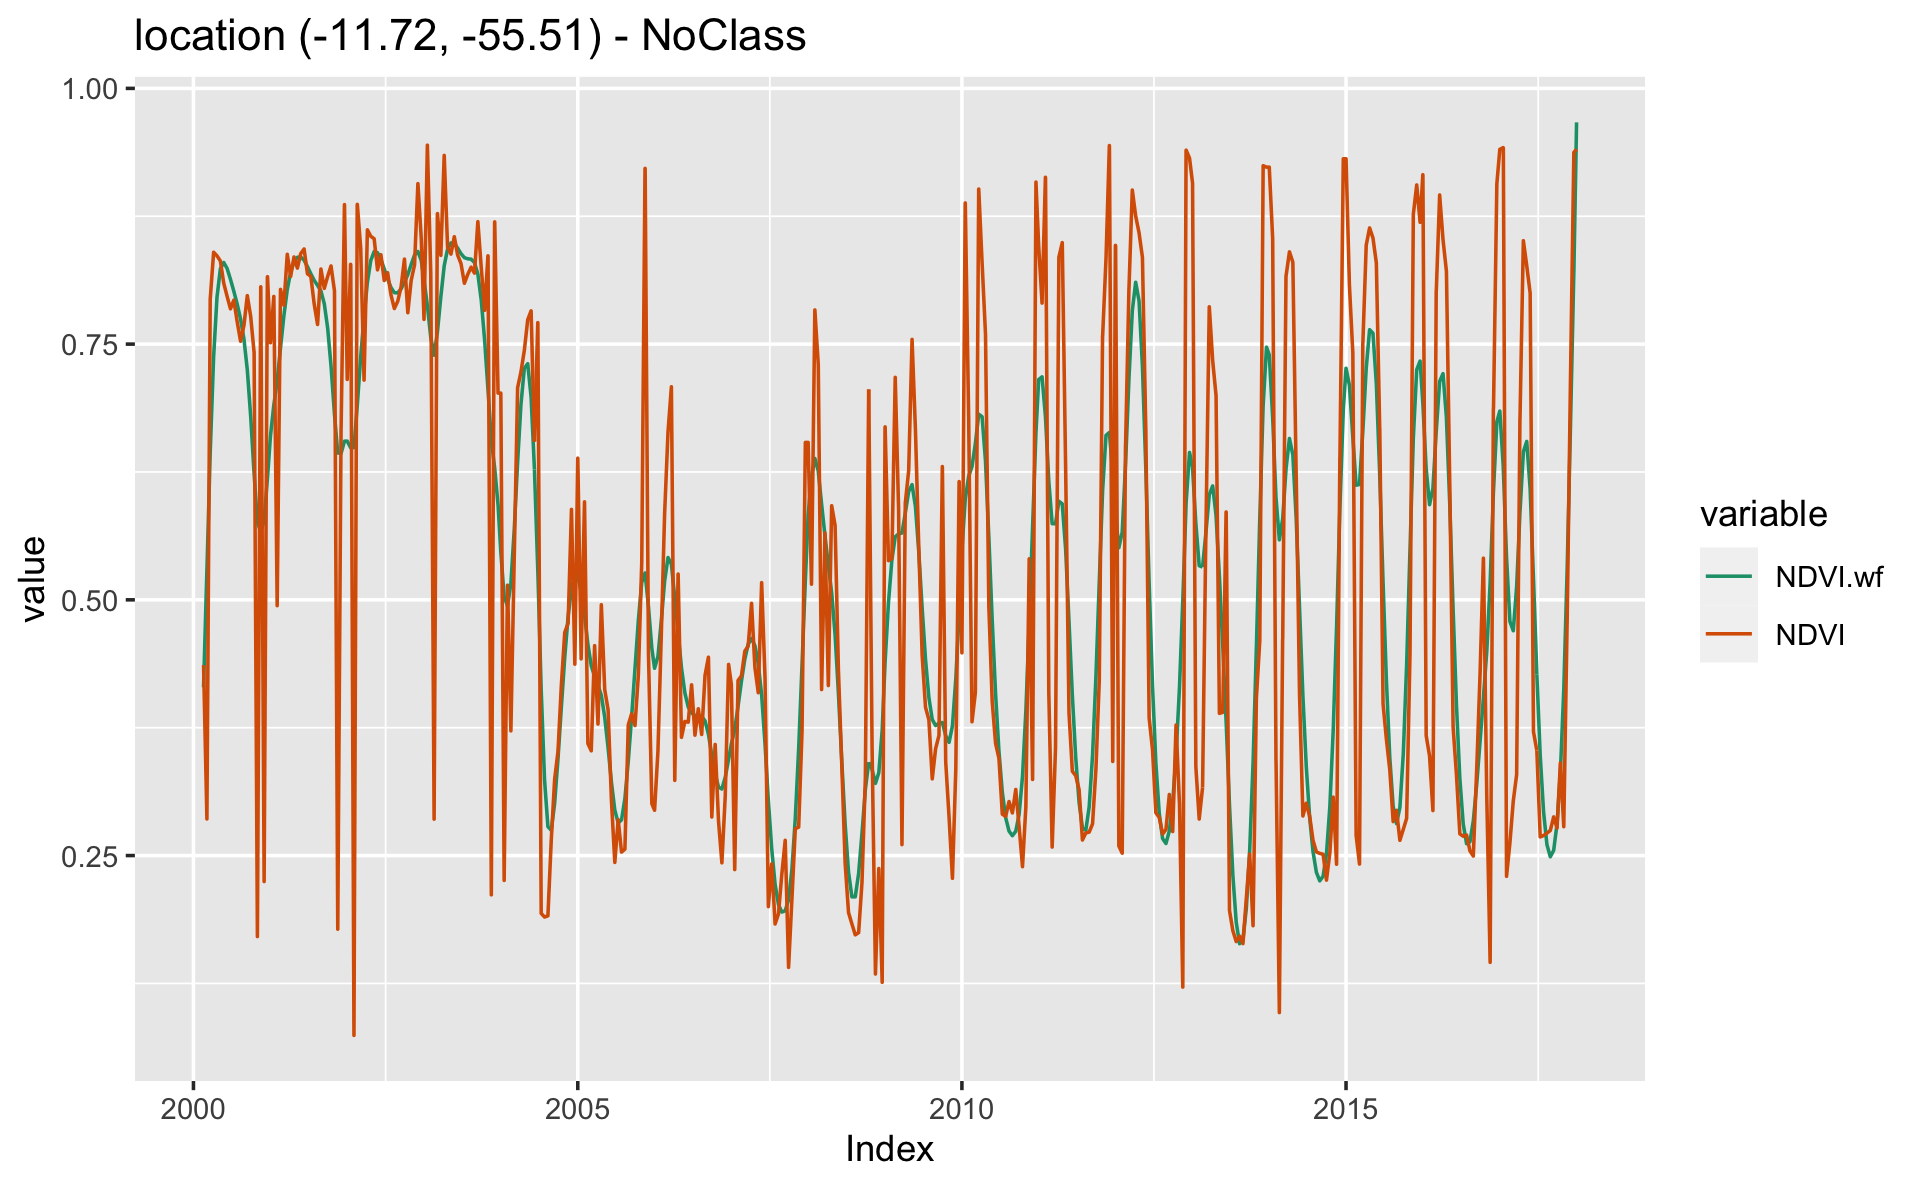 location (-11.72, -55.51) - NoClass
1.00
0.75
0.50
0.25
value
2000 2005 2010 2015
Index
variable
NDVI.wf
NDVI